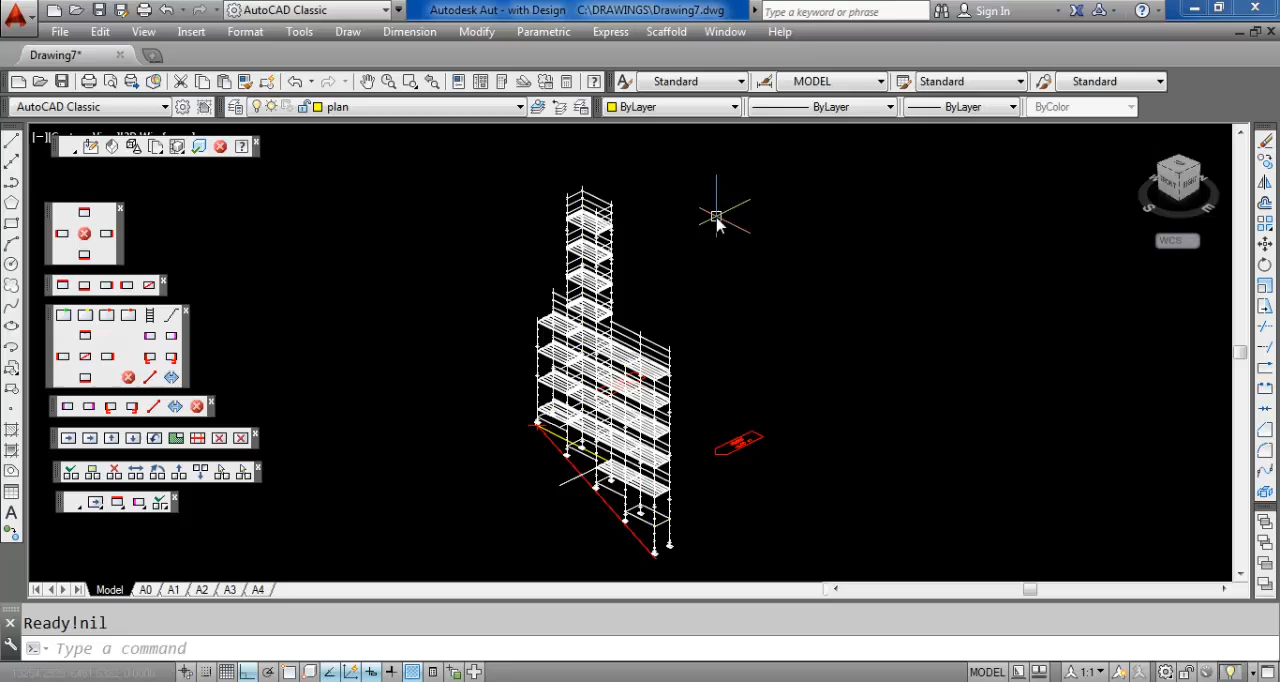 AutoCAD Classic
Autodesk Aut - with Design C:\DRAWINGS\Drawing7.dwg
Type a keyword or phrase
Sign In
File Edit View Insert Format Tools Draw Dimension Modify Parametric Express Scaffold Window Help
Drawing7*
Standard MODEL Standard Standard
AutoCAD Classic plan ByLayer ByLayer ByLayer ByColor
WCS
Model A0 A1 A2 A3 A4
Ready!nil
Type a command
MODEL 1:1